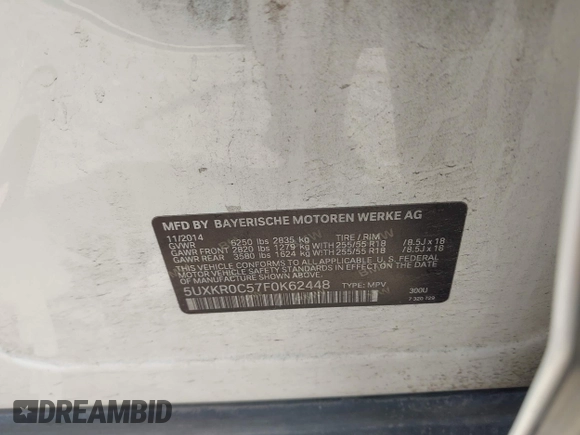 MFD BY BAYERISCHE MOTOREN WERKE AG
11/2014
GVWR 6250 lbs 2835 kg TIRE / RIM
GAWR FRONT 2820 lbs 1279 kg WITH 255/55 R18 /8.5J x 18
GAWR REAR 3580 lbs 1624 kg WITH 255/55 R18 /8.5J x 18
THIS VEHICLE CONFORMS TO ALL APPLICABLE U. S. FEDERAL
MOTOR VEHICLE SAFETY STANDARDS IN EFFECT ON THE DATE
OF MANUFACTURE SHOWN ABOVE.
5UXKR0C57F0K62448 TYPE: MPV 300U
DREAMBID